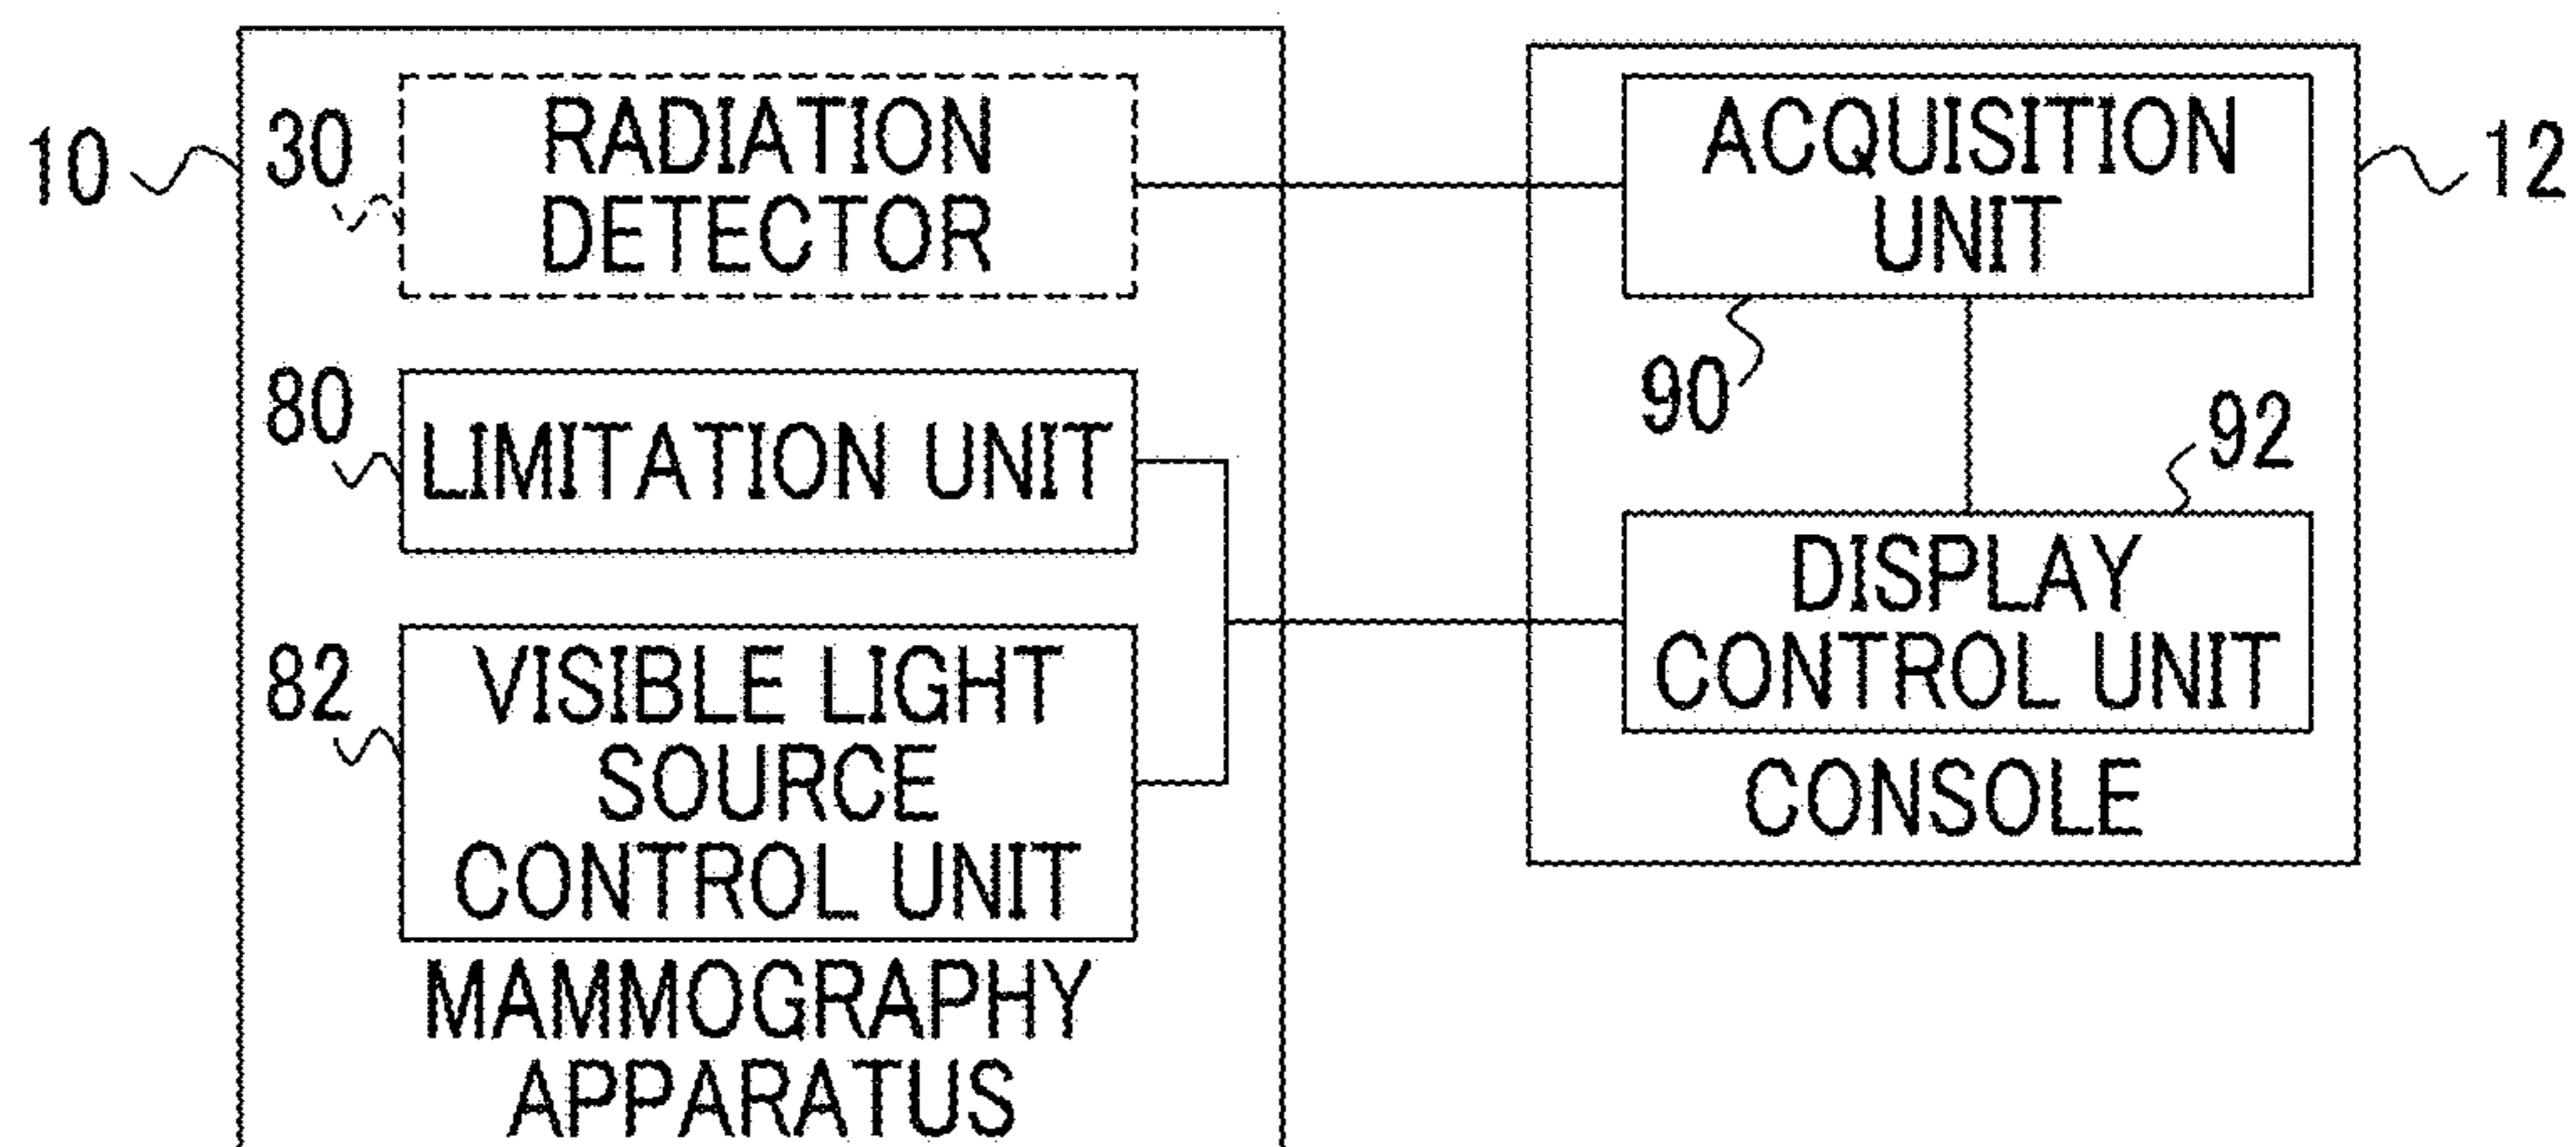 10
30
RADIATION
DETECTOR
80
LIMITATION UNIT
82
VISIBLE LIGHT
SOURCE
CONTROL UNIT
MAMMOGRAPHY
APPARATUS
ACQUISITION
UNIT
12
90
92
DISPLAY
CONTROL UNIT
CONSOLE